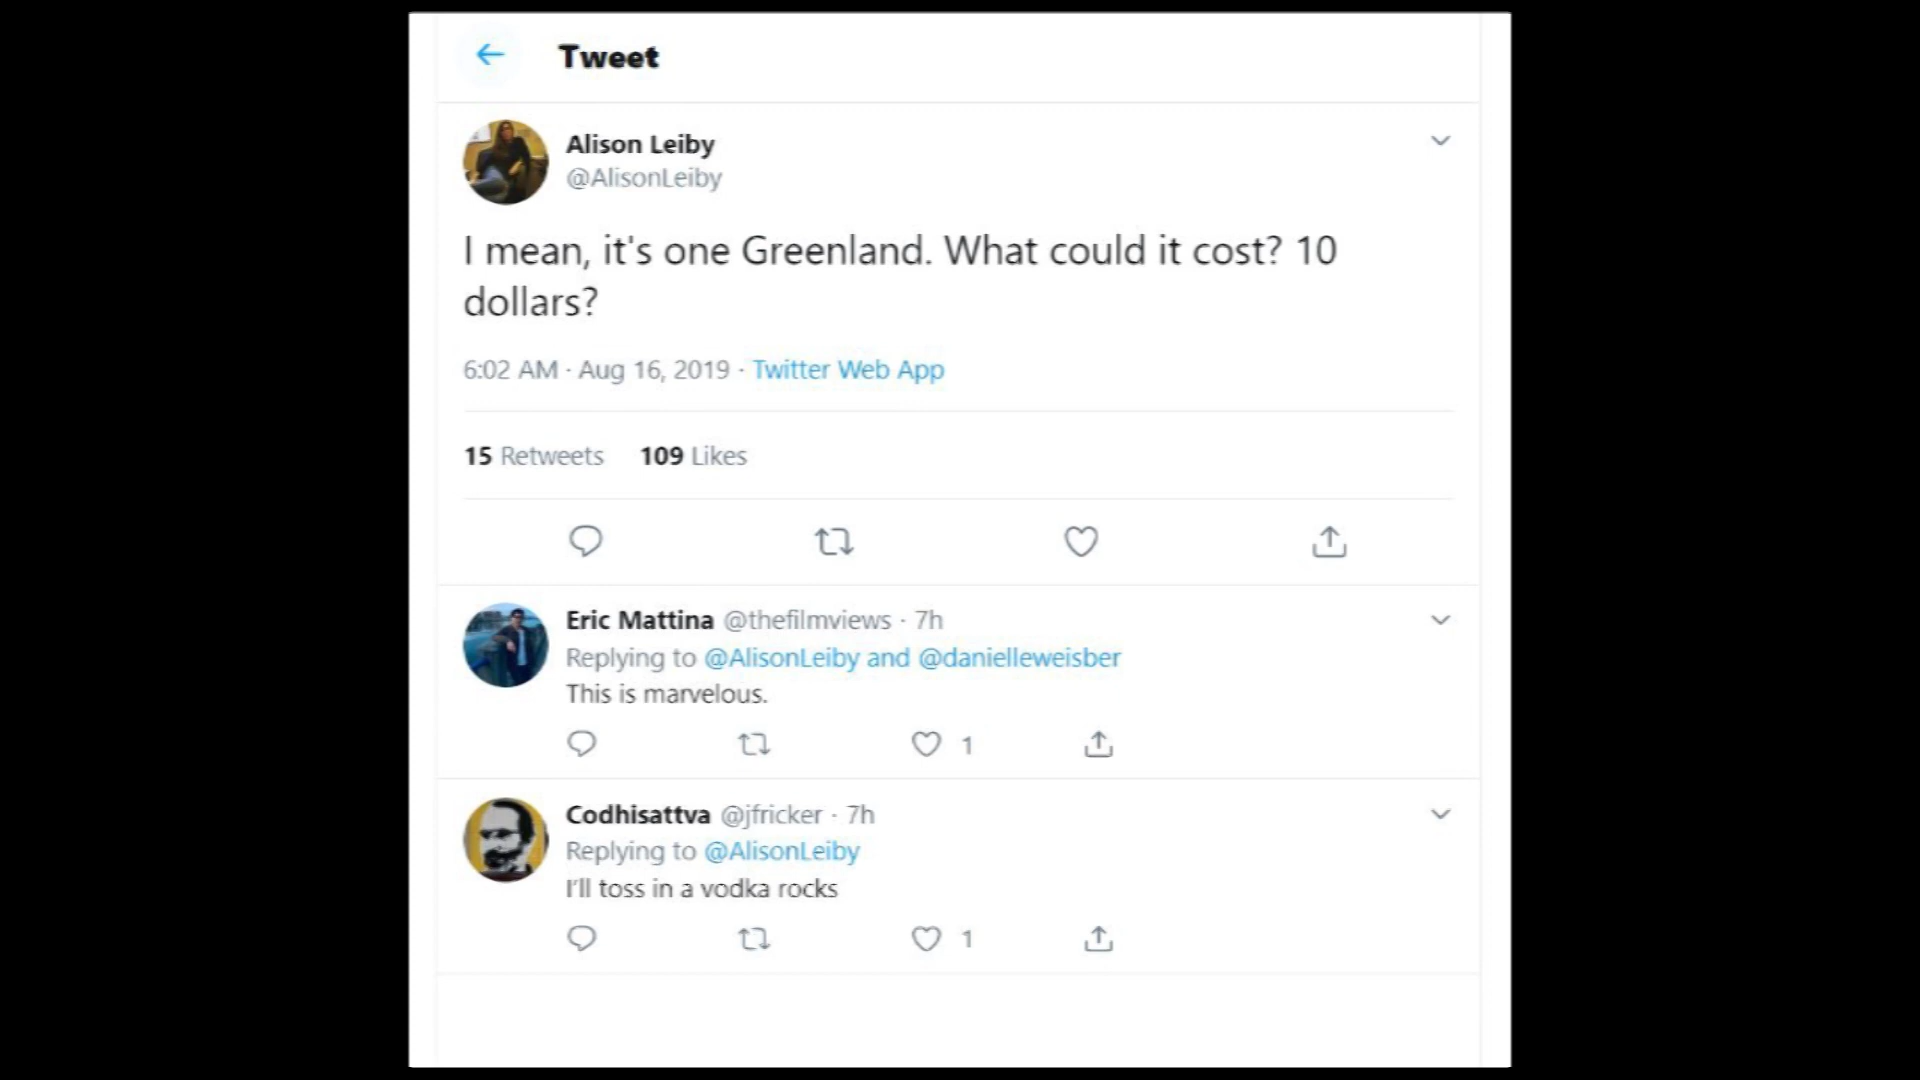 Tweet
Alison Leiby
@AlisonLeiby
I mean, it's one Greenland. What could it cost? 10
dollars?
6:02 AM · Aug 16, 2019 · Twitter Web App
15 Retweets 109 Likes
Eric Mattina @thefilmviews · 7h
Replying to @AlisonLeiby and @danielleweisber
This is marvelous.
1
Codhisattva @jfricker · 7h
Replying to @AlisonLeiby
I'll toss in a vodka rocks
1